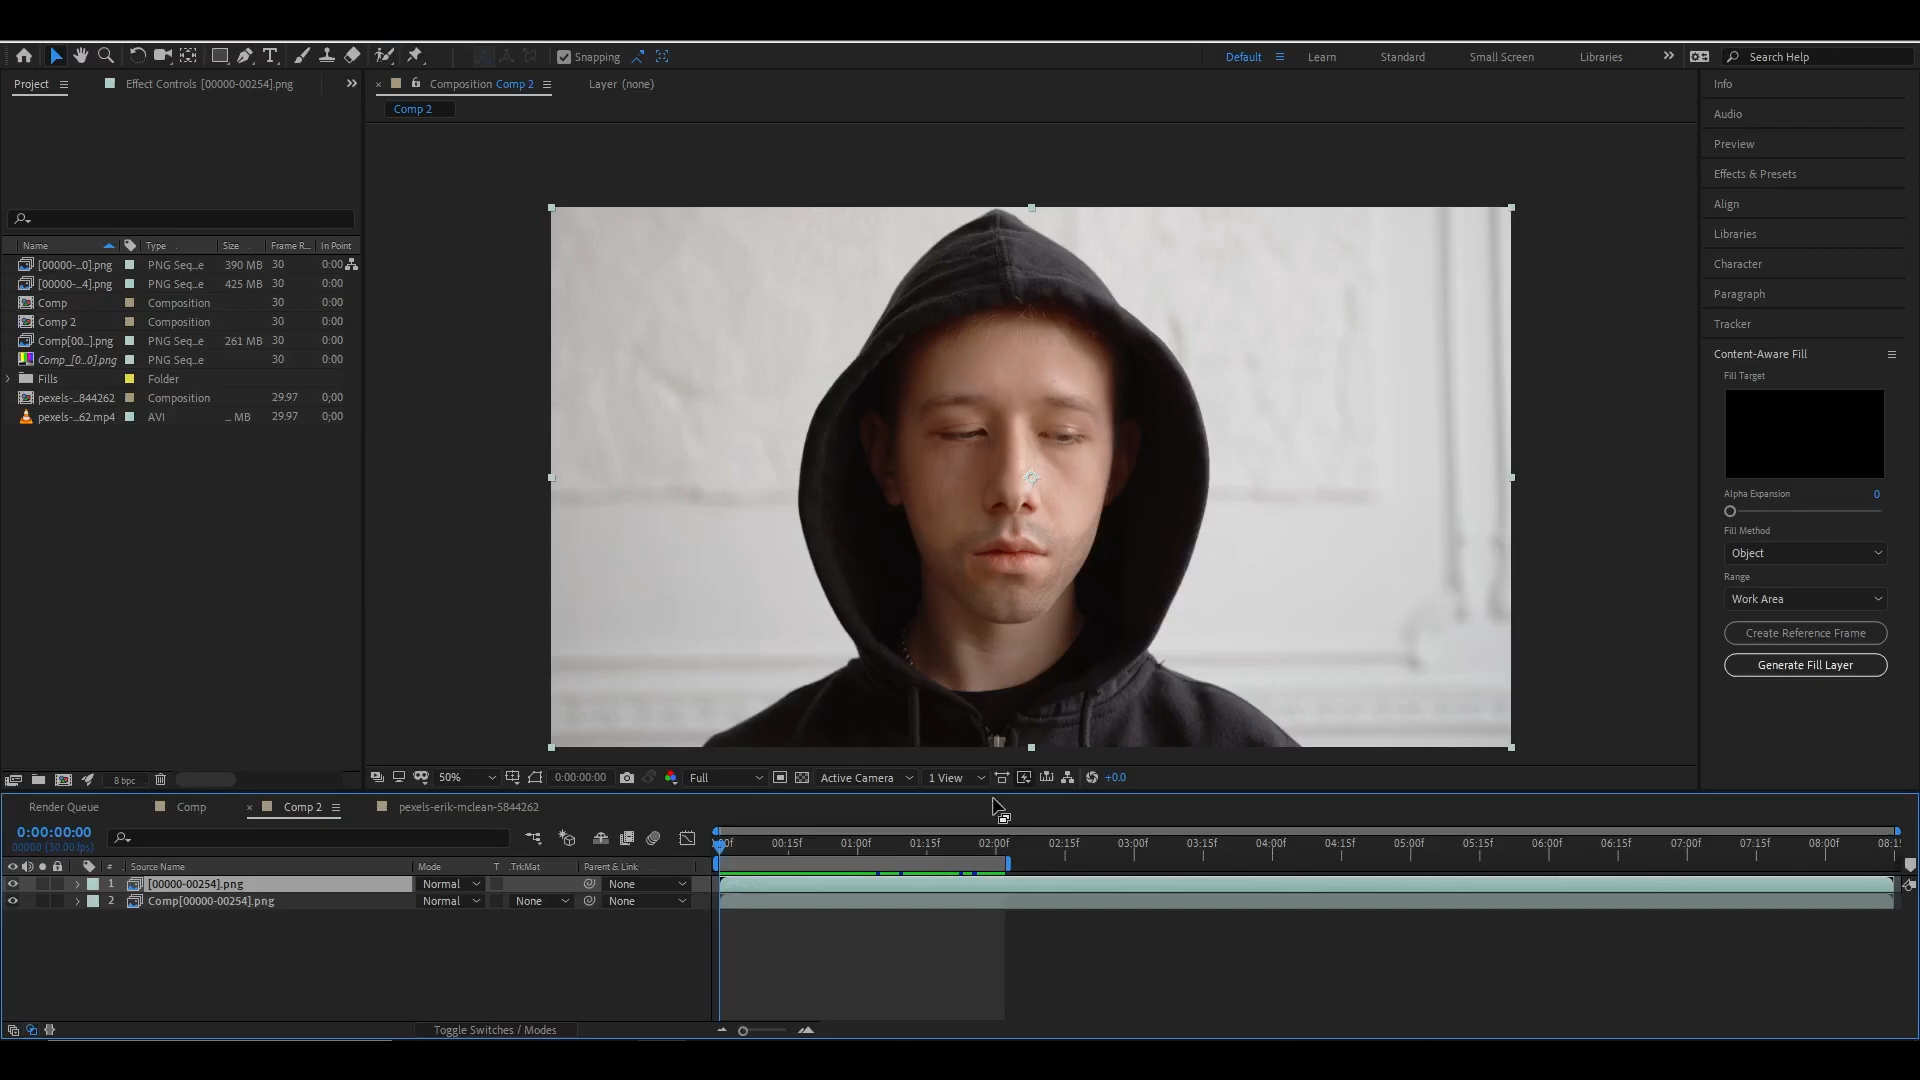 Snapping
Default
Learn
Standard
Small Screen
Libraries
Search Help
Project
Effect Controls [00000-00254].png
Composition Comp 2
Layer (none)
Comp 2
Name Type Size Frame R... In Point
[00000-...0].png PNG Seq...e 390 MB 30 0:00
[00000-...4].png PNG Seq...e 425 MB 30 0:00
Comp Composition 30 0:00
Comp 2 Composition 30 0:00
Comp[00...].png PNG Seq...e 261 MB 30 0:00
Comp_[0...0].png PNG Seq...e 30 0:00
Fills Folder
pexels-...844262 Composition 29.97 0;00
pexels-...62.mp4 AVI ... MB 29.97 0;00
8 bpc
Info
Audio
Preview
Effects & Presets
Align
Libraries
Character
Paragraph
Tracker
Content-Aware Fill
Fill Target
Alpha Expansion 0
Fill Method
Object
Range
Work Area
Create Reference Frame
Generate Fill Layer
50% 0:00:00:00 Full Active Camera 1 View +0.0
Render Queue
Comp
Comp 2
pexels-erik-mclean-5844262
0:00:00:00
00000 (30.00 fps)
00f 00:15f 01:00f 01:15f 02:00f 02:15f 03:00f 03:15f 04:00f 04:15f 05:00f 05:15f 06:00f 06:15f 07:00f 07:15f 08:00f 08:1
# Source Name Mode T .TrkMat Parent & Link
1 [00000-00254].png Normal None
2 Comp[00000-00254].png Normal None None
Toggle Switches / Modes